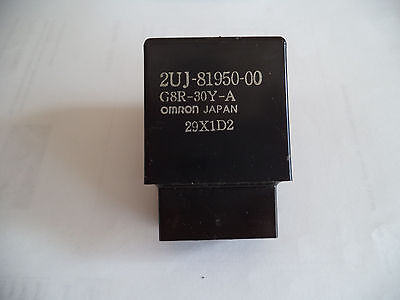 2UJ-81950-00
G8R-30Y-A
OMRON JAPAN
29X1D2